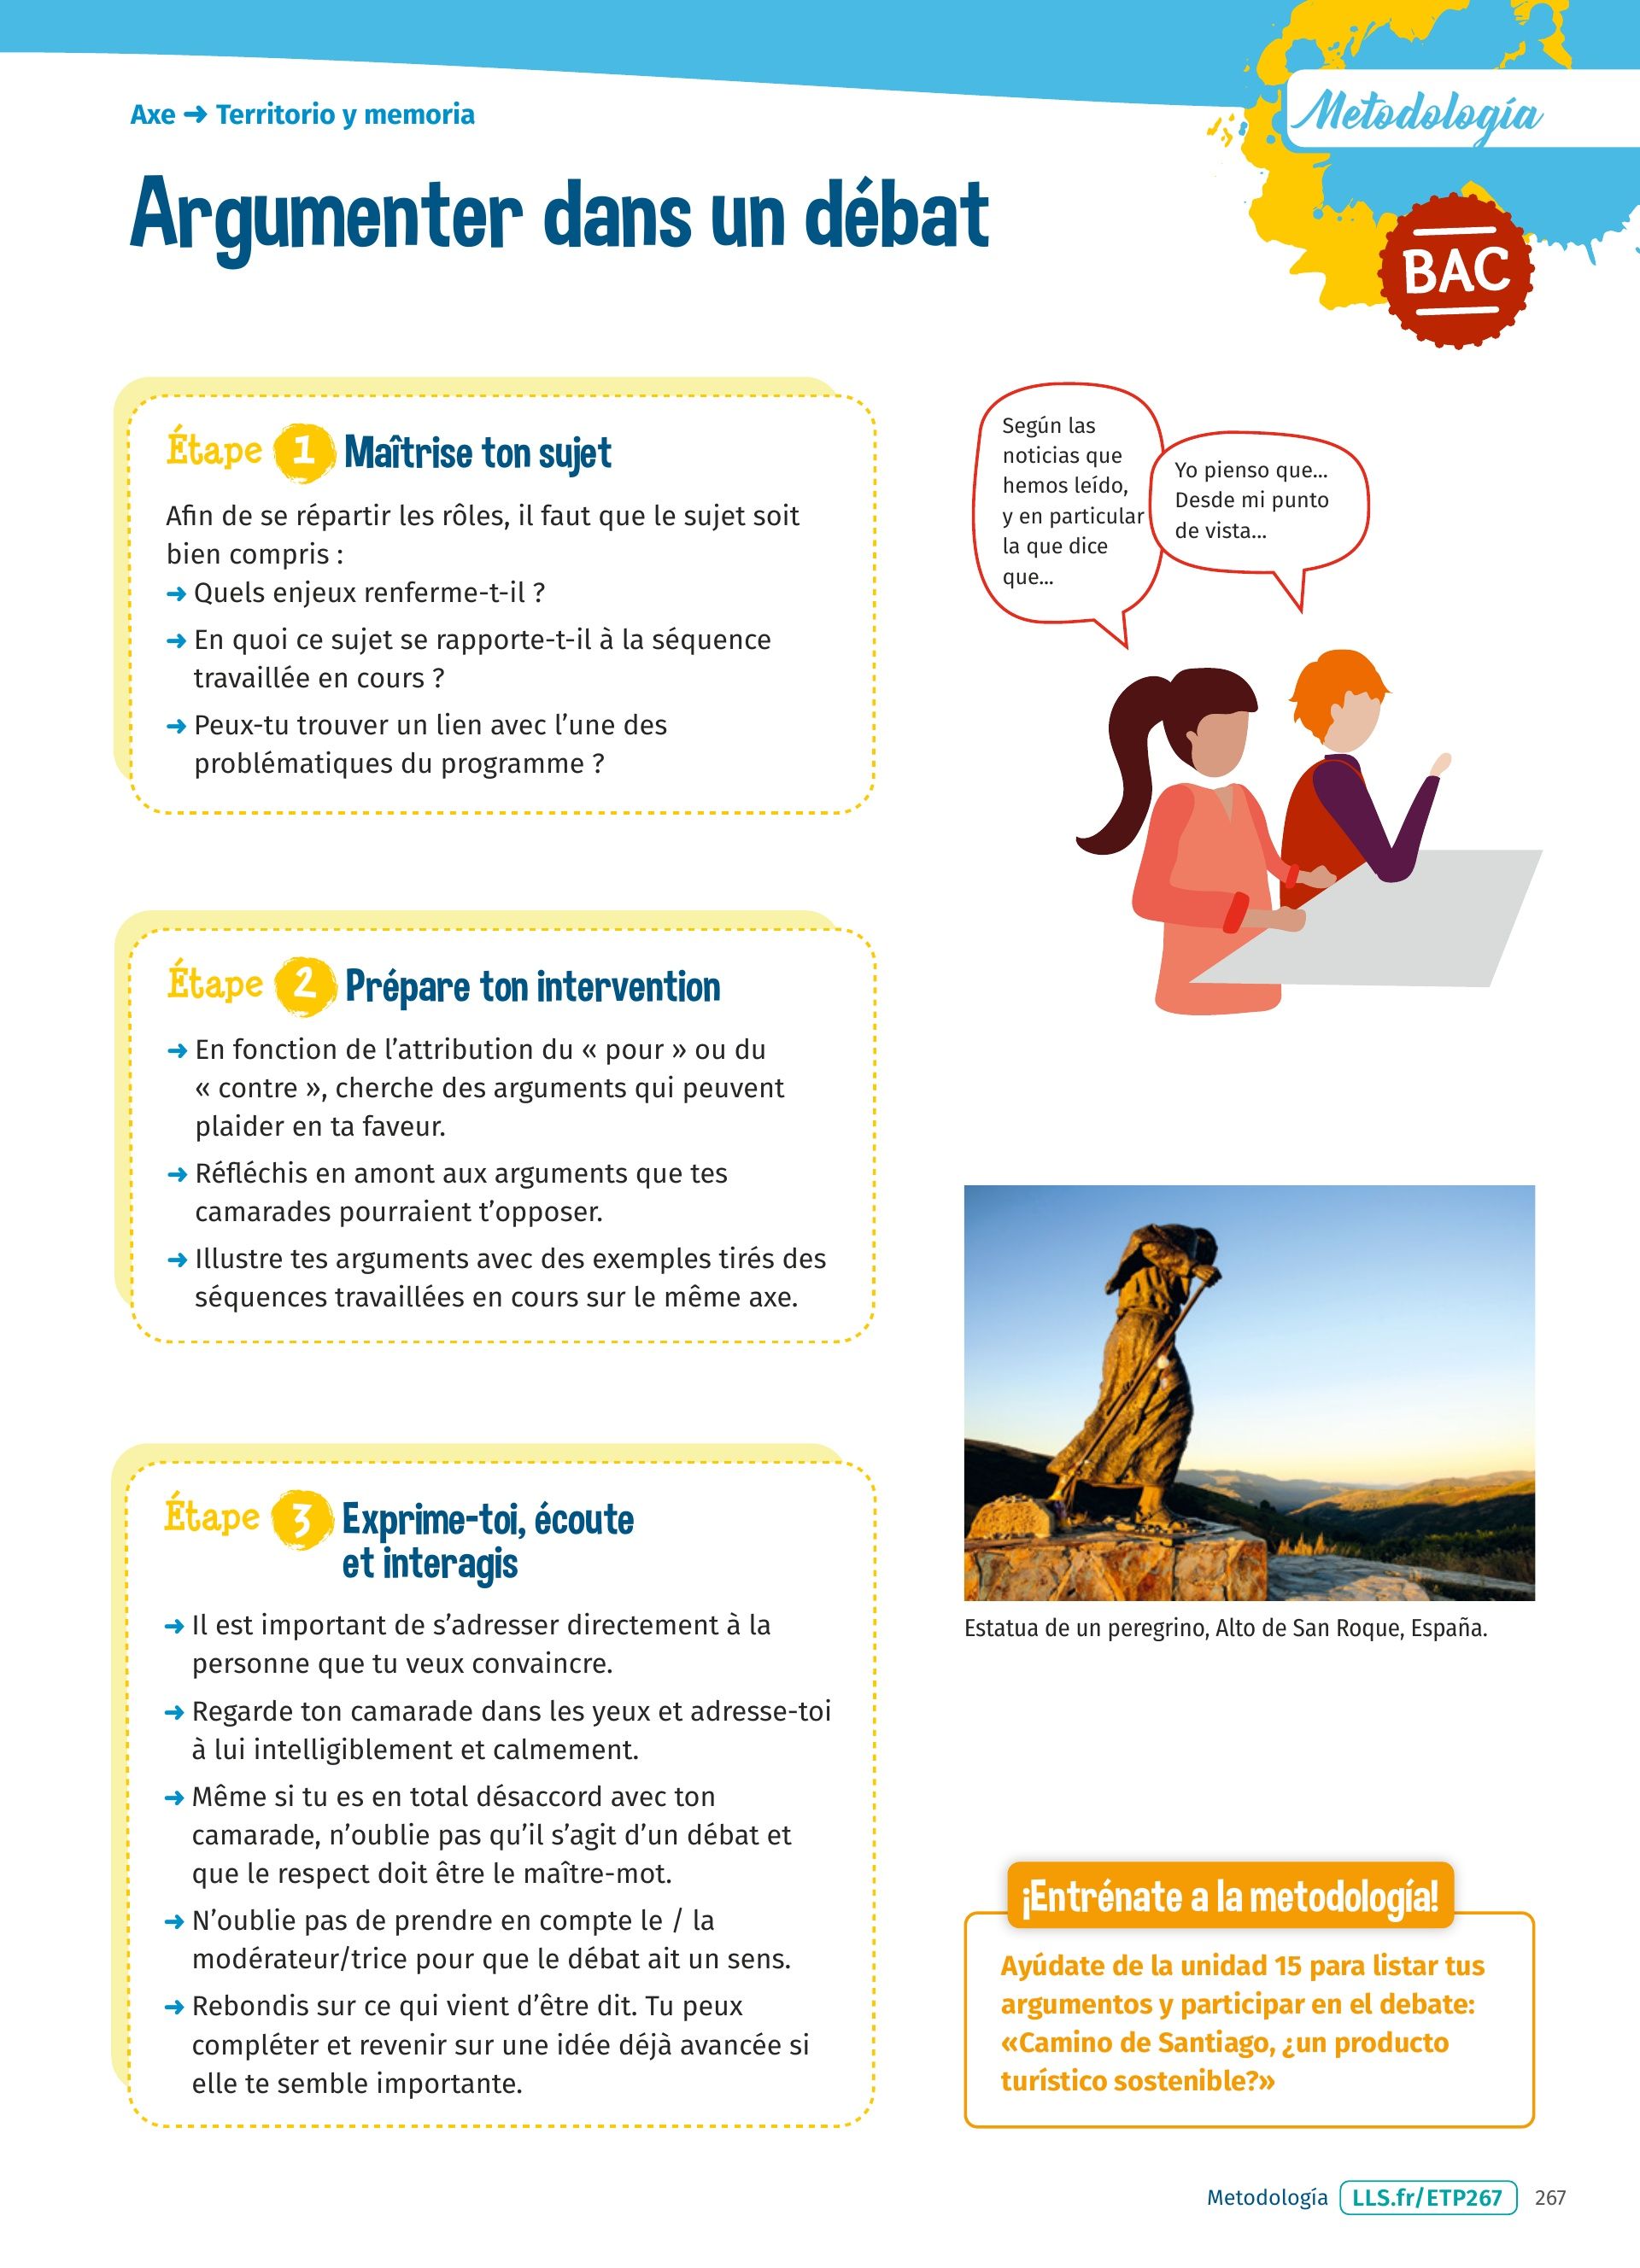 Axe ➜ Territorio y memoria
Metodología
Argumenter dans un débat
BAC
Étape 1 Maîtrise ton sujet
Afin de se répartir les rôles, il faut que le sujet soit
bien compris :
➜ Quels enjeux renferme-t-il ?
➜ En quoi ce sujet se rapporte-t-il à la séquence
travaillée en cours ?
➜ Peux-tu trouver un lien avec l’une des
problématiques du programme ?
Étape 2 Prépare ton intervention
➜ En fonction de l’attribution du « pour » ou du
« contre », cherche des arguments qui peuvent
plaider en ta faveur.
➜ Réfléchis en amont aux arguments que tes
camarades pourraient t’opposer.
➜ Illustre tes arguments avec des exemples tirés des
séquences travaillées en cours sur le même axe.
Étape 3 Exprime-toi, écoute
et interagis
➜ Il est important de s’adresser directement à la
personne que tu veux convaincre.
➜ Regarde ton camarade dans les yeux et adresse-toi
à lui intelligiblement et calmement.
➜ Même si tu es en total désaccord avec ton
camarade, n’oublie pas qu’il s’agit d’un débat et
que le respect doit être le maître-mot.
➜ N’oublie pas de prendre en compte le / la
modérateur/trice pour que le débat ait un sens.
➜ Rebondis sur ce qui vient d’être dit. Tu peux
compléter et revenir sur une idée déjà avancée si
elle te semble importante.
Según las
noticias que
hemos leído,
y en particular
la que dice
que...
Yo pienso que...
Desde mi punto
de vista...
Estatua de un peregrino, Alto de San Roque, España.
¡Entrénate a la metodología!
Ayúdate de la unidad 15 para listar tus
argumentos y participar en el debate:
«Camino de Santiago, ¿un producto
turístico sostenible?»
Metodología LLS.fr/ETP267 267